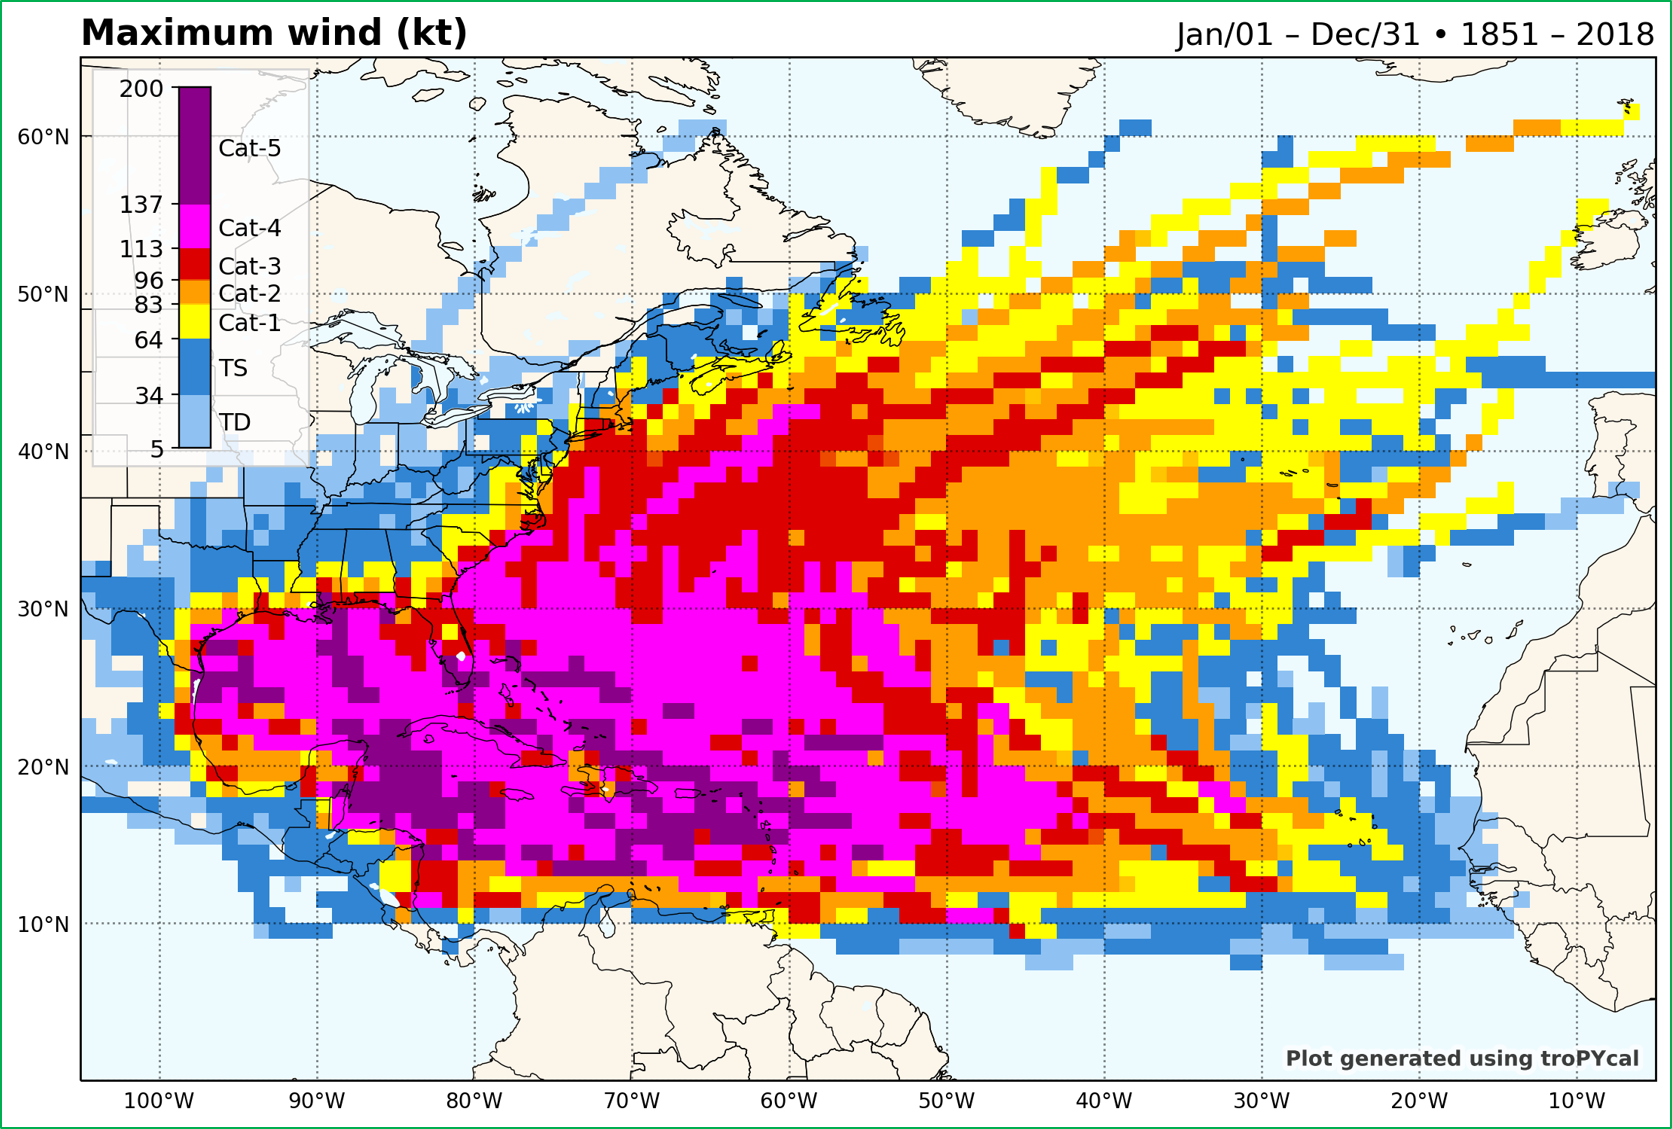 Maximum wind (kt)
Jan/01 – Dec/31 • 1851 – 2018
200
Cat-5
137
Cat-4
113
Cat-3
96
Cat-2
83
Cat-1
64
TS
34
TD
5
60°N
50°N
40°N
30°N
20°N
10°N
Plot generated using troPYcal
100°W 90°W 80°W 70°W 60°W 50°W 40°W 30°W 20°W 10°W